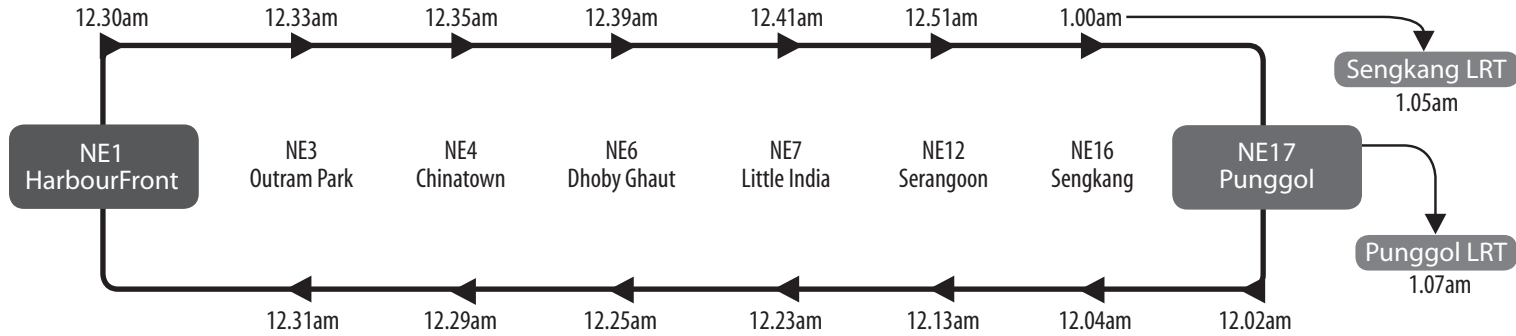 12.30am 12.33am 12.35am 12.39am 12.41am 12.51am 1.00am
Sengkang LRT
1.05am
NE1
HarbourFront
NE3
Outram Park
NE4
Chinatown
NE6
Dhoby Ghaut
NE7
Little India
NE12
Serangoon
NE16
Sengkang
NE17
Punggol
Punggol LRT
1.07am
12.31am 12.29am 12.25am 12.23am 12.13am 12.04am 12.02am